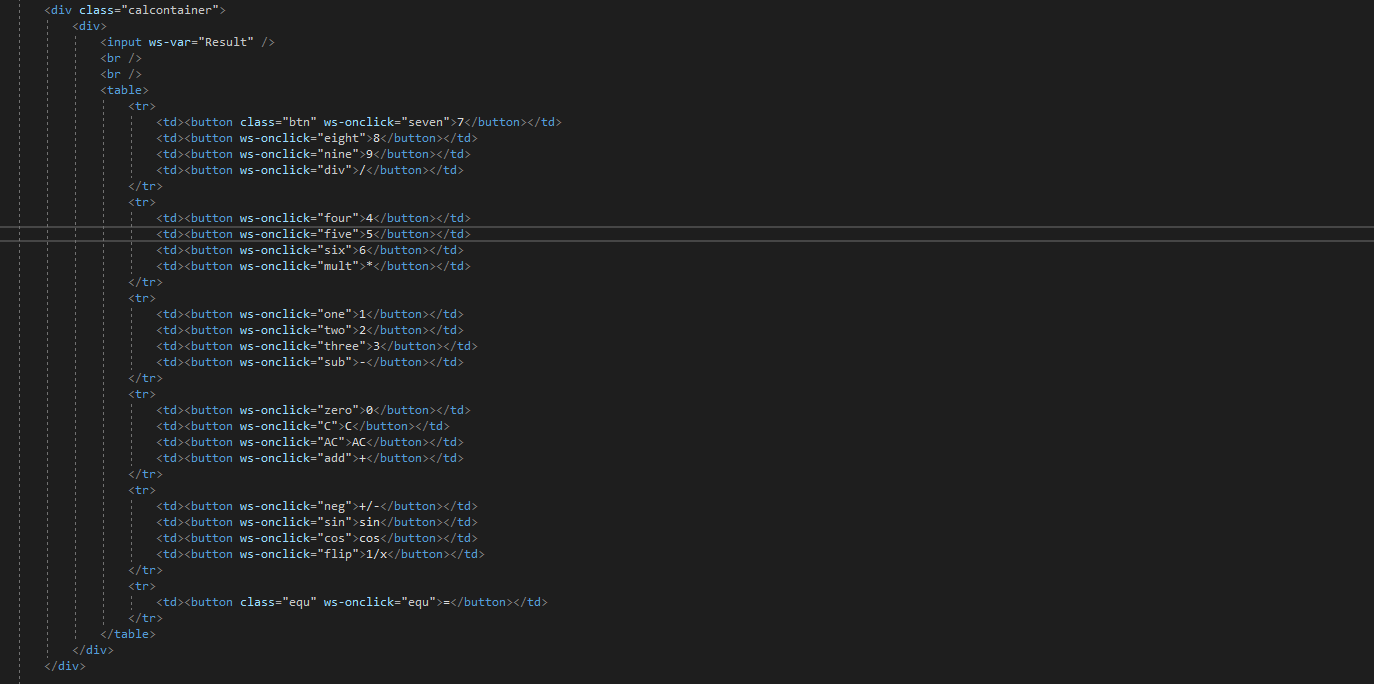 <div class="calcontainer">
<div>
<input ws-var="Result" />
<br />
<br />
<table>
<tr>
<td><button class="btn" ws-onclick="seven">7</button></td>
<td><button ws-onclick="eight">8</button></td>
<td><button ws-onclick="nine">9</button></td>
<td><button ws-onclick="div">/</button></td>
</tr>
<tr>
<td><button ws-onclick="four">4</button></td>
<td><button ws-onclick="five">5</button></td>
<td><button ws-onclick="six">6</button></td>
<td><button ws-onclick="mult">*</button></td>
</tr>
<tr>
<td><button ws-onclick="one">1</button></td>
<td><button ws-onclick="two">2</button></td>
<td><button ws-onclick="three">3</button></td>
<td><button ws-onclick="sub">-</button></td>
</tr>
<tr>
<td><button ws-onclick="zero">0</button></td>
<td><button ws-onclick="C">C</button></td>
<td><button ws-onclick="AC">AC</button></td>
<td><button ws-onclick="add">+</button></td>
</tr>
<tr>
<td><button ws-onclick="neg">+/-</button></td>
<td><button ws-onclick="sin">sin</button></td>
<td><button ws-onclick="cos">cos</button></td>
<td><button ws-onclick="flip">1/x</button></td>
</tr>
<tr>
<td><button class="equ" ws-onclick="equ">=</button></td>
</tr>
</table>
</div>
</div>